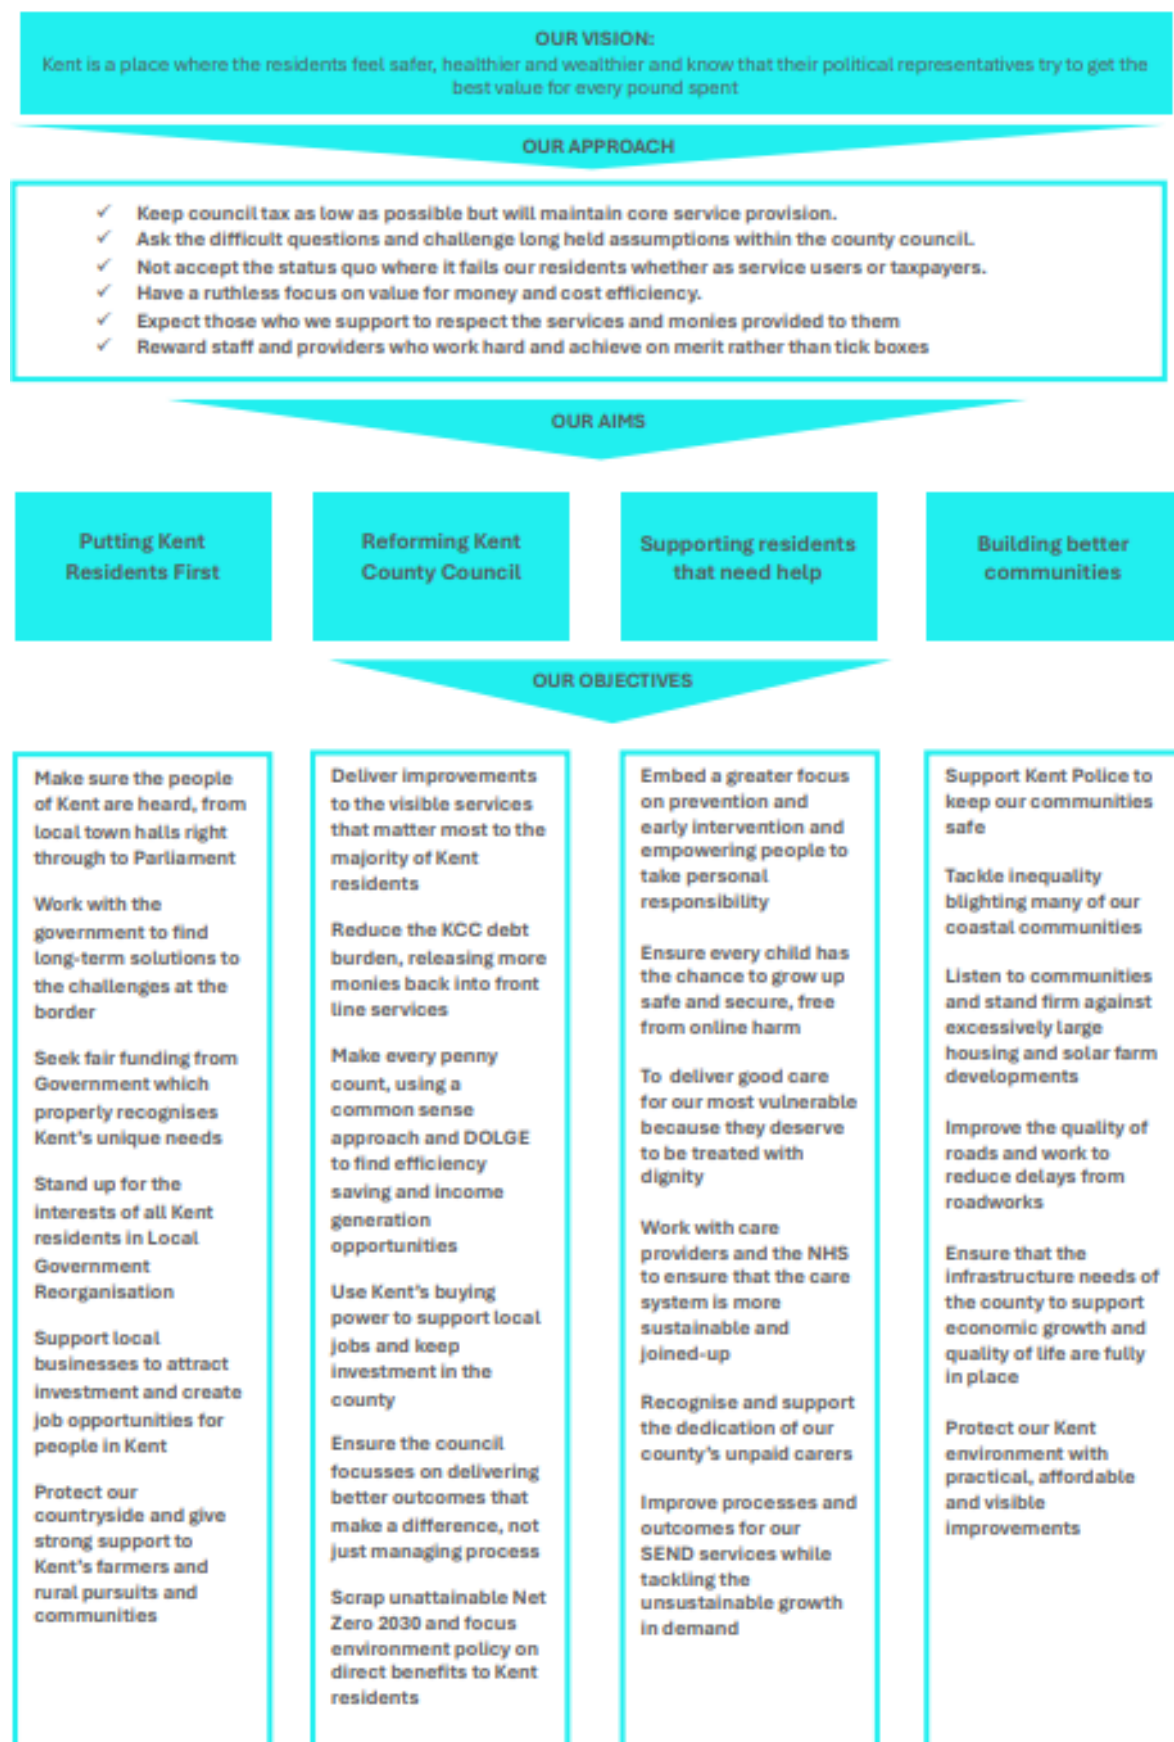 OUR VISION:
Kent is a place where the residents feel safer, healthier and wealthier and know that their political representatives try to get the
best value for every pound spent
OUR APPROACH
✓ Keep council tax as low as possible but will maintain core service provision.
✓ Ask the difficult questions and challenge long held assumptions within the county council.
✓ Not accept the status quo where it fails our residents whether as service users or taxpayers.
✓ Have a ruthless focus on value for money and cost efficiency.
✓ Expect those who we support to respect the services and monies provided to them
✓ Reward staff and providers who work hard and achieve on merit rather than tick boxes
OUR AIMS
Putting Kent
Residents First
Reforming Kent
County Council
Supporting residents
that need help
Building better
communities
OUR OBJECTIVES
Make sure the people
of Kent are heard, from
local town halls right
through to Parliament
Work with the
government to find
long-term solutions to
the challenges at the
border
Seek fair funding from
Government which
properly recognises
Kent's unique needs
Stand up for the
interests of all Kent
residents in Local
Government
Reorganisation
Support local
businesses to attract
investment and create
job opportunities for
people in Kent
Protect our
countryside and give
strong support to
Kent's farmers and
rural pursuits and
communities
Deliver improvements
to the visible services
that matter most to the
majority of Kent
residents
Reduce the KCC debt
burden, releasing more
monies back into front
line services
Make every penny
count, using a
common sense
approach and DOLGE
to find efficiency
saving and income
generation
opportunities
Use Kent's buying
power to support local
jobs and keep
investment in the
county
Ensure the council
focusses on delivering
better outcomes that
make a difference, not
just managing process
Scrap unattainable Net
Zero 2030 and focus
environment policy on
direct benefits to Kent
residents
Embed a greater focus
on prevention and
early intervention and
empowering people to
take personal
responsibility
Ensure every child has
the chance to grow up
safe and secure, free
from online harm
To deliver good care
for our most vulnerable
because they deserve
to be treated with
dignity
Work with care
providers and the NHS
to ensure that the care
system is more
sustainable and
joined-up
Recognise and support
the dedication of our
county's unpaid carers
Improve processes and
outcomes for our
SEND services while
tackling the
unsustainable growth
in demand
Support Kent Police to
keep our communities
safe
Tackle inequality
blighting many of our
coastal communities
Listen to communities
and stand firm against
excessively large
housing and solar farm
developments
Improve the quality of
roads and work to
reduce delays from
roadworks
Ensure that the
infrastructure needs of
the county to support
economic growth and
quality of life are fully
in place
Protect our Kent
environment with
practical, affordable
and visible
improvements